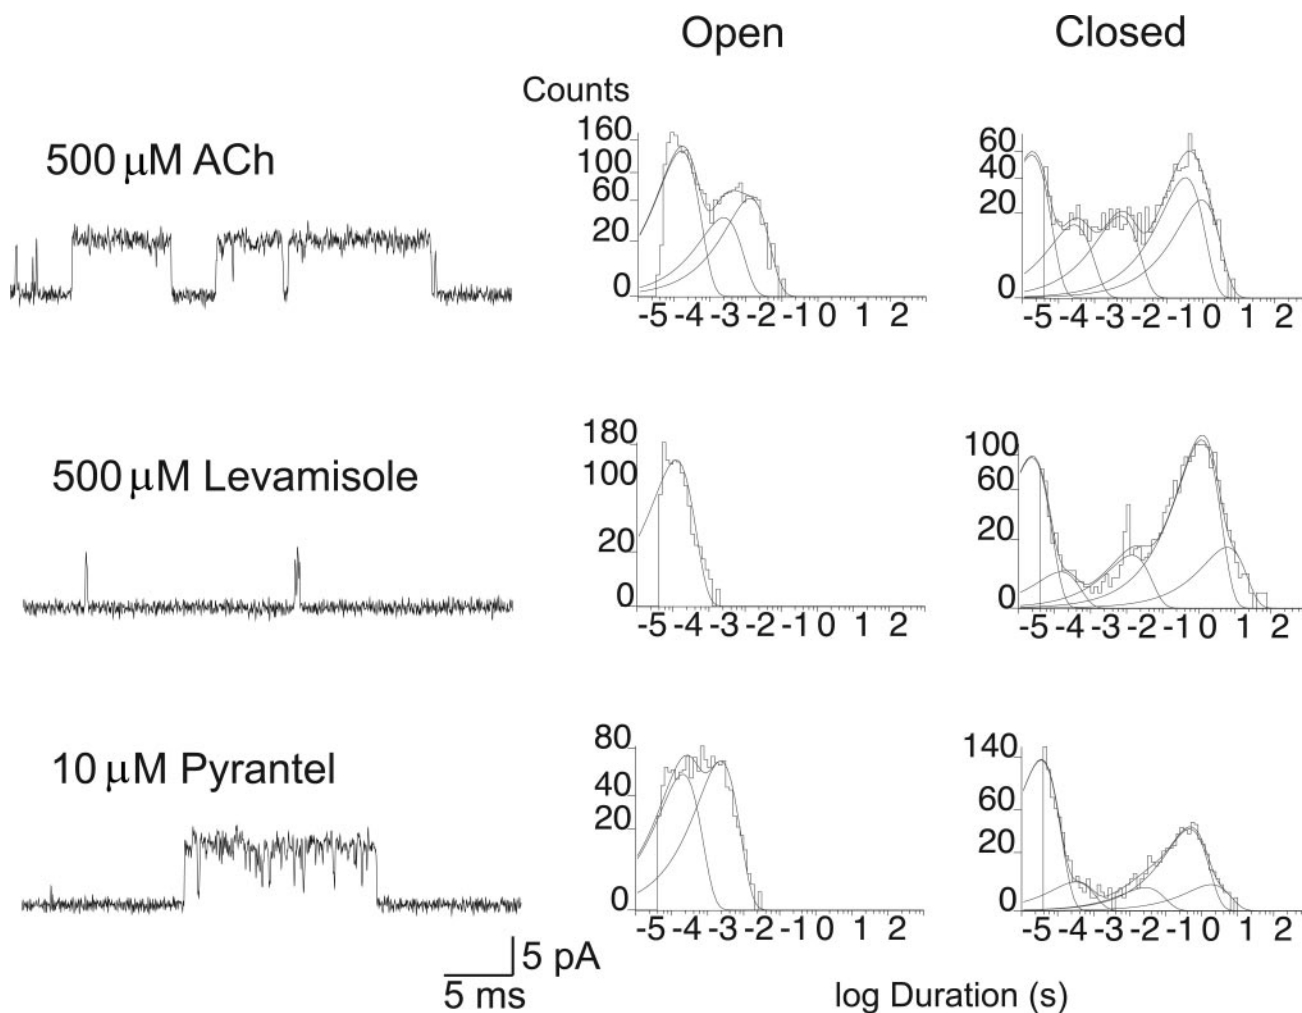 Open Closed
Counts
500 μM ACh
160
100
60
20
0
-5 -4 -3 -2 -1 0 1 2
60
40
20
0
-5 -4 -3 -2 -1 0 1 2
500 μM Levamisole
180
100
20
0
-5 -4 -3 -2 -1 0 1 2
100
60
20
0
-5 -4 -3 -2 -1 0 1 2
10 μM Pyrantel
80
40
20
0
-5 -4 -3 -2 -1 0 1 2
140
60
20
0
-5 -4 -3 -2 -1 0 1 2
5 pA
5 ms
log Duration (s)